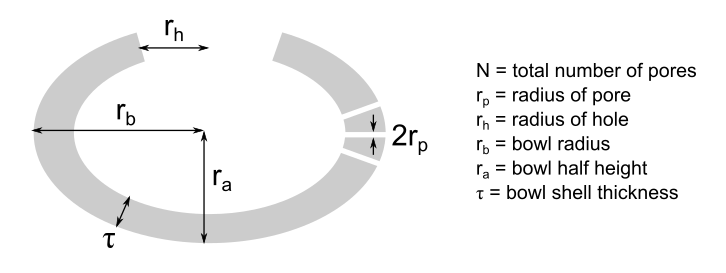 r_h
r_b
r_a
2r_p
τ
N = total number of pores
r_p = radius of pore
r_h = radius of hole
r_b = bowl radius
r_a = bowl half height
τ = bowl shell thickness